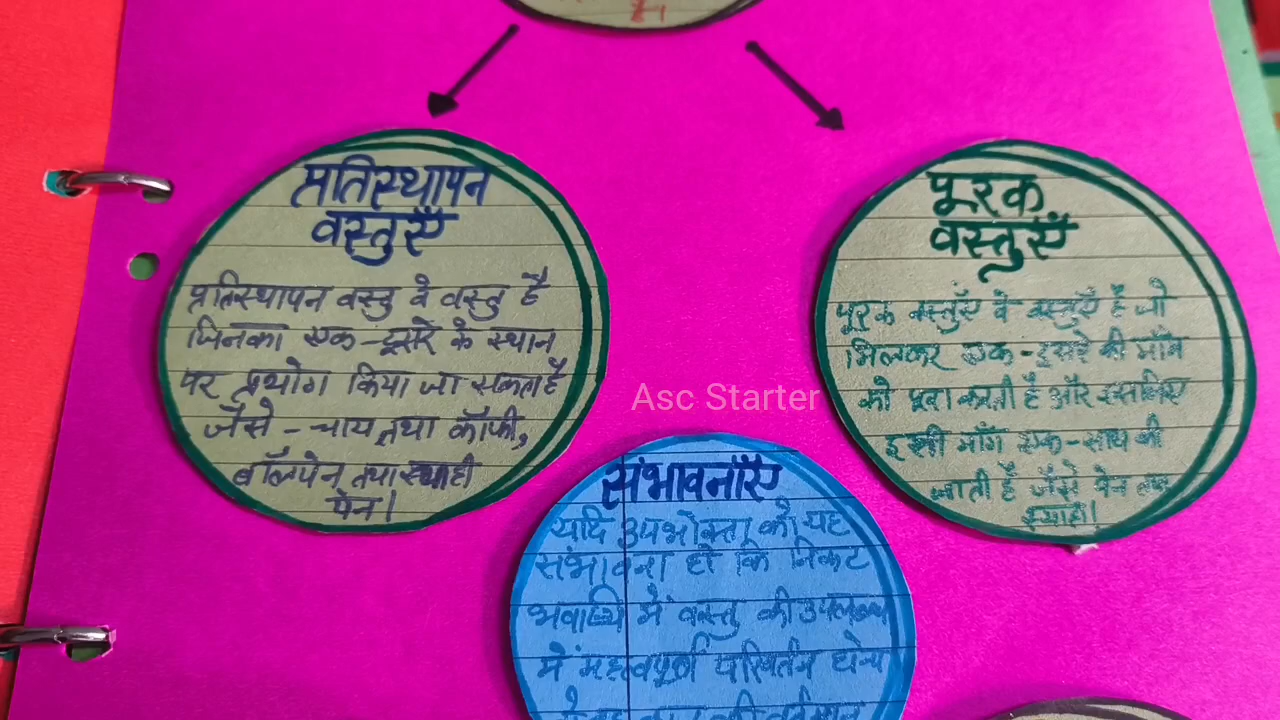 प्रतिस्थापन
वस्तुएँ
प्रतिस्थापन वस्तु वे वस्तु है
जिनका एक-दूसरे के स्थान
पर प्रयोग किया जा सकता है
जैसे - चाय तथा कॉफी,
बॉलपेन तथा स्याही
पेन।
पूरक
वस्तुएँ
पूरक वस्तुएँ वे वस्तुएँ है जो
मिलकर एक-दूसरे की माँग
को पूरा करती है और इसलिए
इनकी माँग एक-साथ की
जाती है जैसे पेन तथा
स्याही।
Asc Starter
संभावनाएँ
यदि उपभोक्ता को यह
संभावना हो कि निकट
भवाधि में वस्तु की उपलब्धता
में महत्वपूर्ण परिवर्तन होना